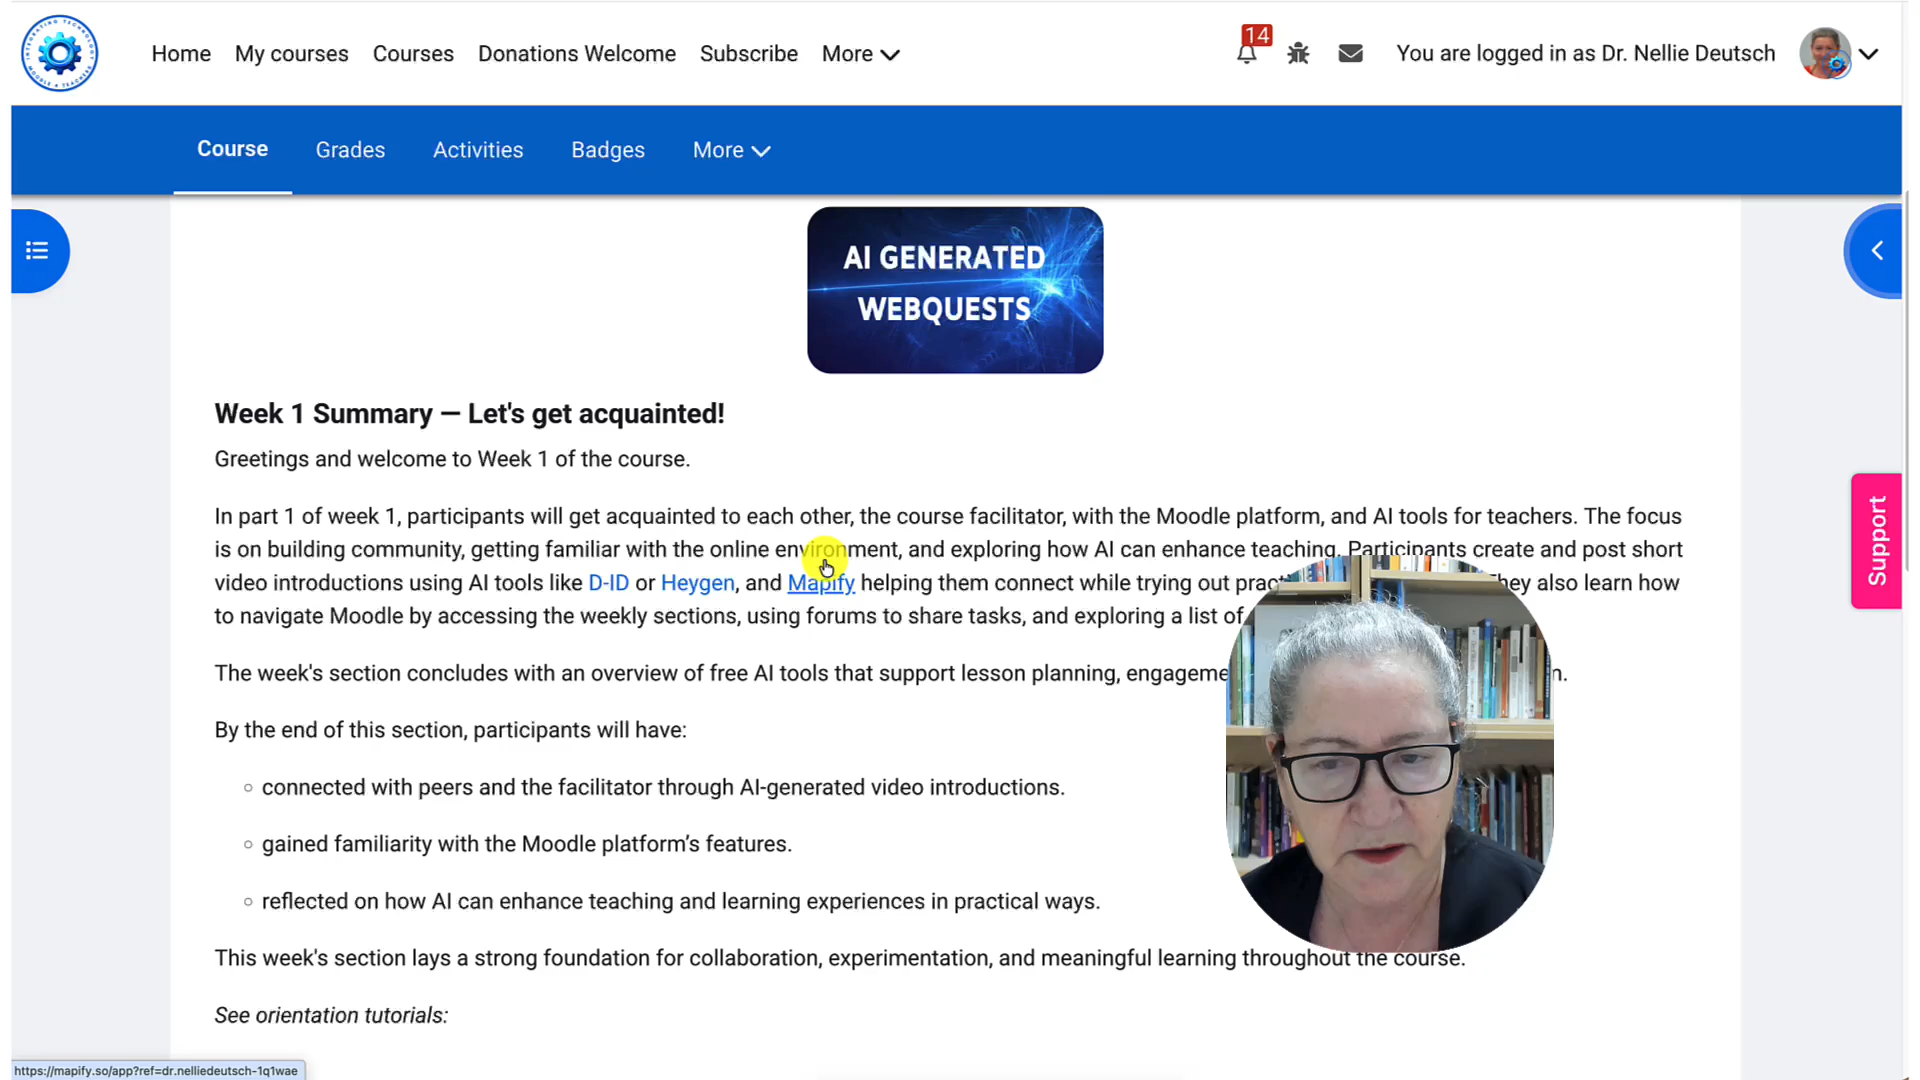 Home My courses Courses Donations Welcome Subscribe More 14 You are logged in as Dr. Nellie Deutsch
Course Grades Activities Badges More
AI GENERATED
WEBQUESTS
Week 1 Summary — Let's get acquainted!
Greetings and welcome to Week 1 of the course.
In part 1 of week 1, participants will get acquainted to each other, the course facilitator, with the Moodle platform, and AI tools for teachers. The focus
is on building community, getting familiar with the online environment, and exploring how AI can enhance teaching. Participants create and post short
video introductions using AI tools like D-ID or Heygen, and Mapify helping them connect while trying out They also learn how
to navigate Moodle by accessing the weekly sections, using forums to share tasks, and exploring a list of
The week's section concludes with an overview of free AI tools that support lesson planning,
By the end of this section, participants will have:
connected with peers and the facilitator through AI-generated video introductions.
gained familiarity with the Moodle platform’s features.
reflected on how AI can enhance teaching and learning experiences in practical ways.
This week's section lays a strong foundation for collaboration, experimentation, and meaningful learning throughout the course.
See orientation tutorials:
Support
https://mapify.so/app?ref=dr.nelliedeutsch-1q1wae